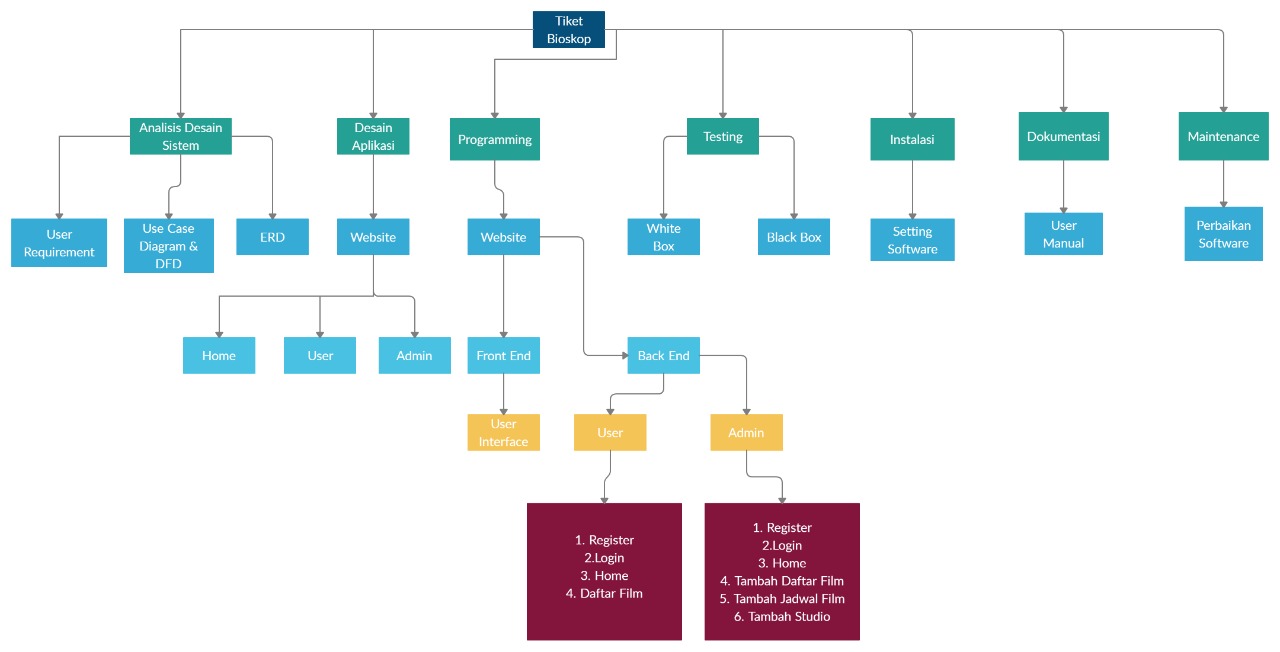 Tiket
Bioskop
Analisis Desain
Sistem
Desain
Aplikasi
Programming
Testing
Instalasi
Dokumentasi
Maintenance
User
Requirement
Use Case
Diagram &
DFD
ERD
Website
Website
White
Box
Black Box
Setting
Software
User
Manual
Perbaikan
Software
Home
User
Admin
Front End
Back End
User
Interface
User
Admin
1. Register
2.Login
3. Home
4. Daftar Film
1. Register
2.Login
3. Home
4. Tambah Daftar Film
5. Tambah Jadwal Film
6. Tambah Studio